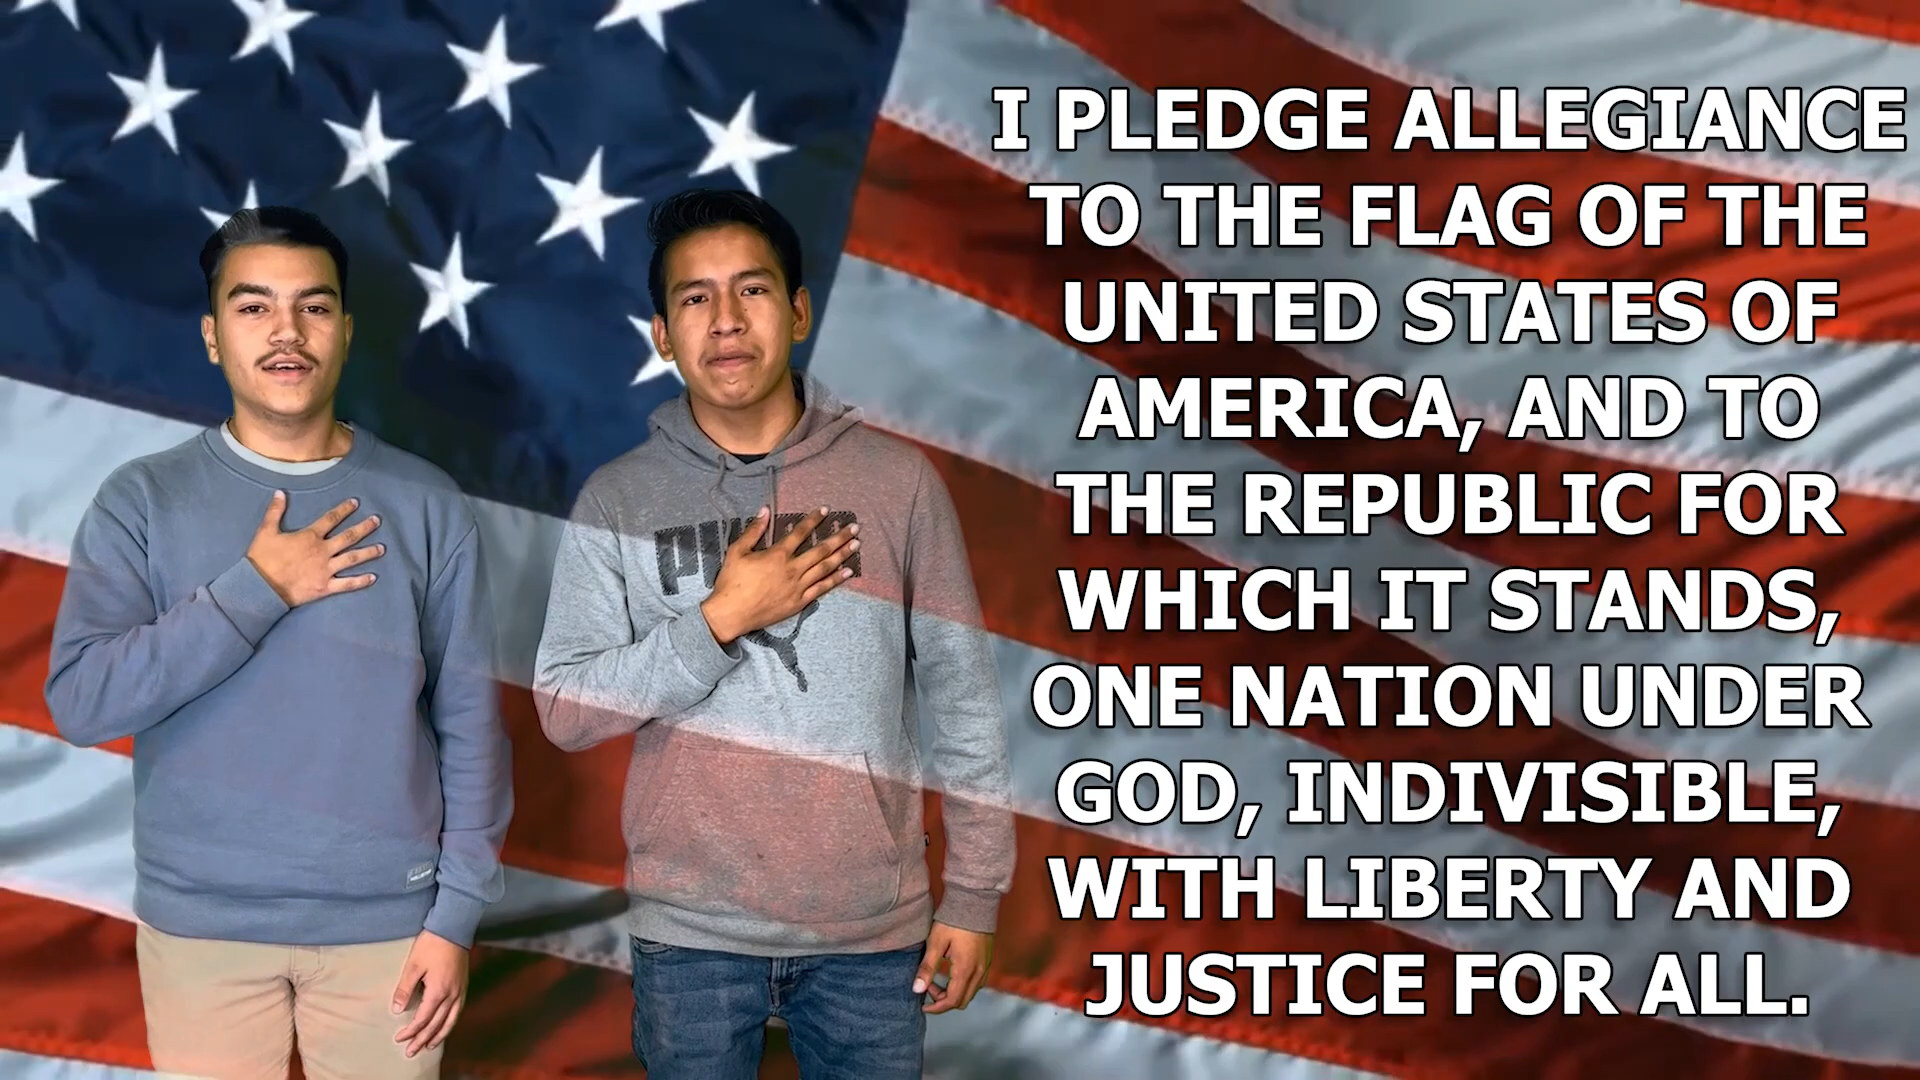 I PLEDGE ALLEGIANCE
TO THE FLAG OF THE
UNITED STATES OF
AMERICA, AND TO
THE REPUBLIC FOR
WHICH IT STANDS,
ONE NATION UNDER
GOD, INDIVISIBLE,
WITH LIBERTY AND
JUSTICE FOR ALL.